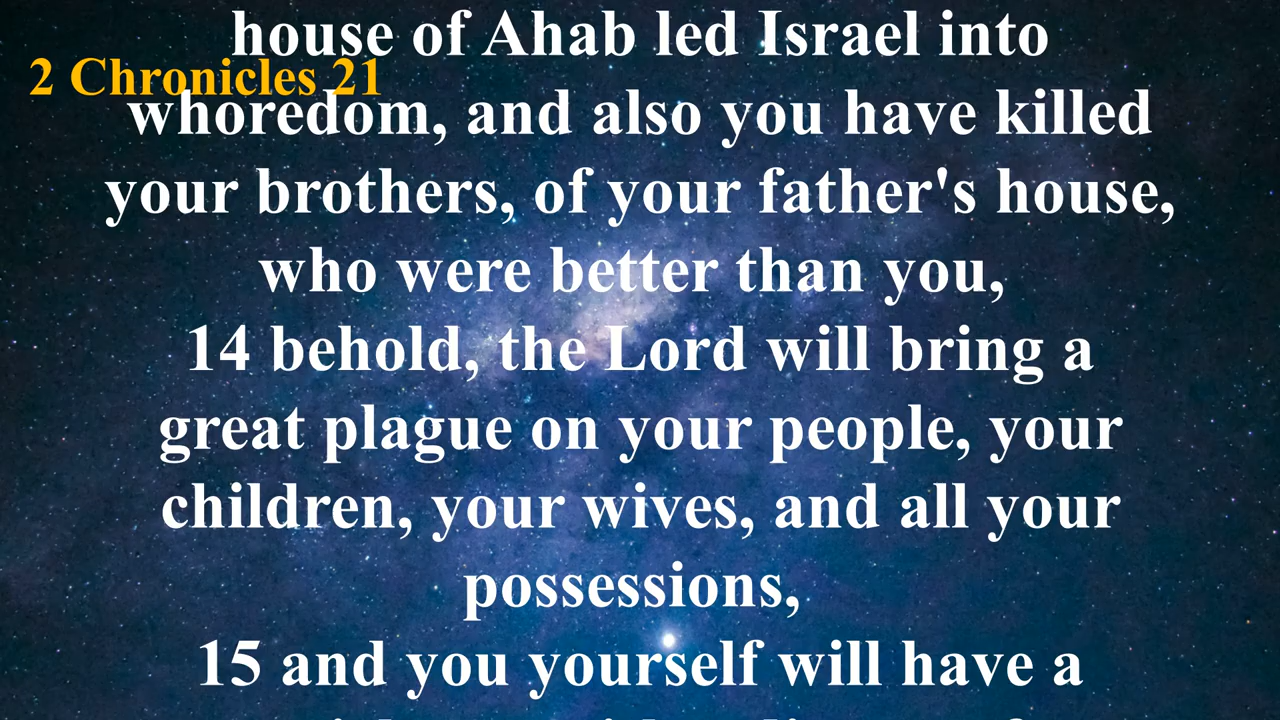 house of Ahab led Israel into
2 Chronicles 21
whoredom, and also you have killed
your brothers, of your father's house,
who were better than you,
14 behold, the Lord will bring a
great plague on your people, your
children, your wives, and all your
possessions,
15 and you yourself will have a